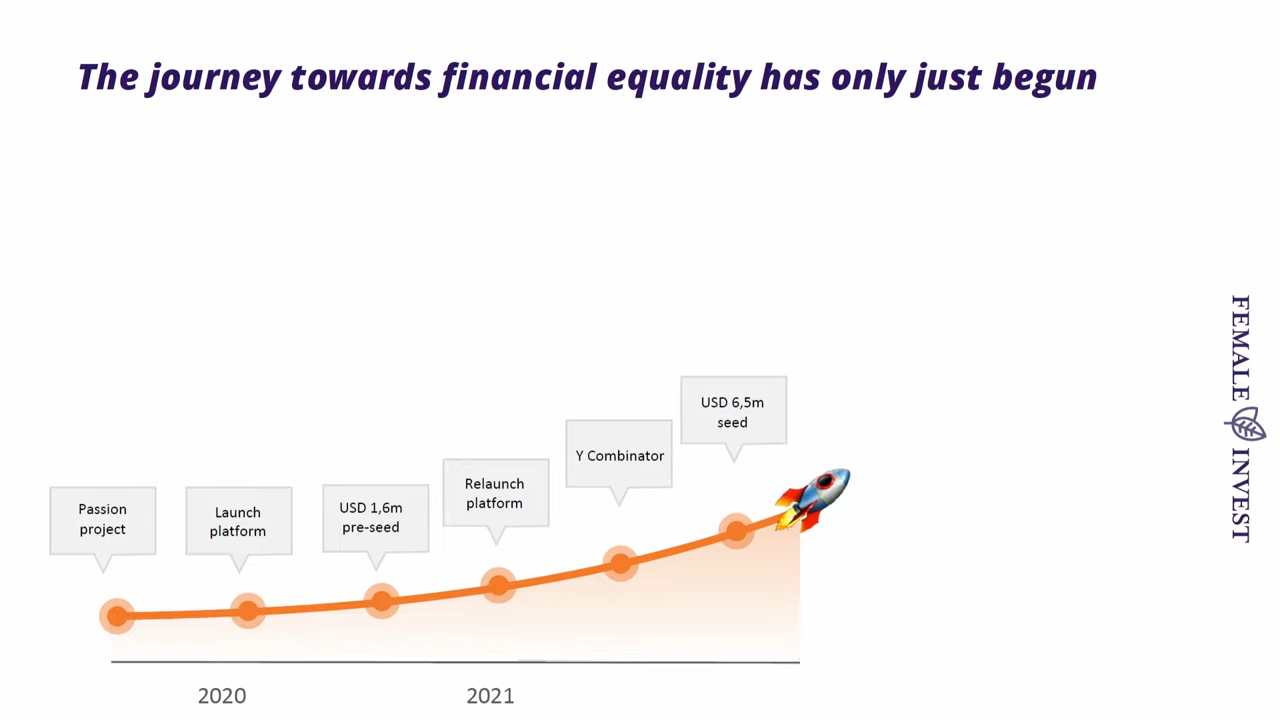 The journey towards financial equality has only just begun
Passion
project
Launch
platform
USD 1,6m
pre-seed
Relaunch
platform
Y Combinator
USD 6,5m
seed
2020
2021
FEMALE INVEST